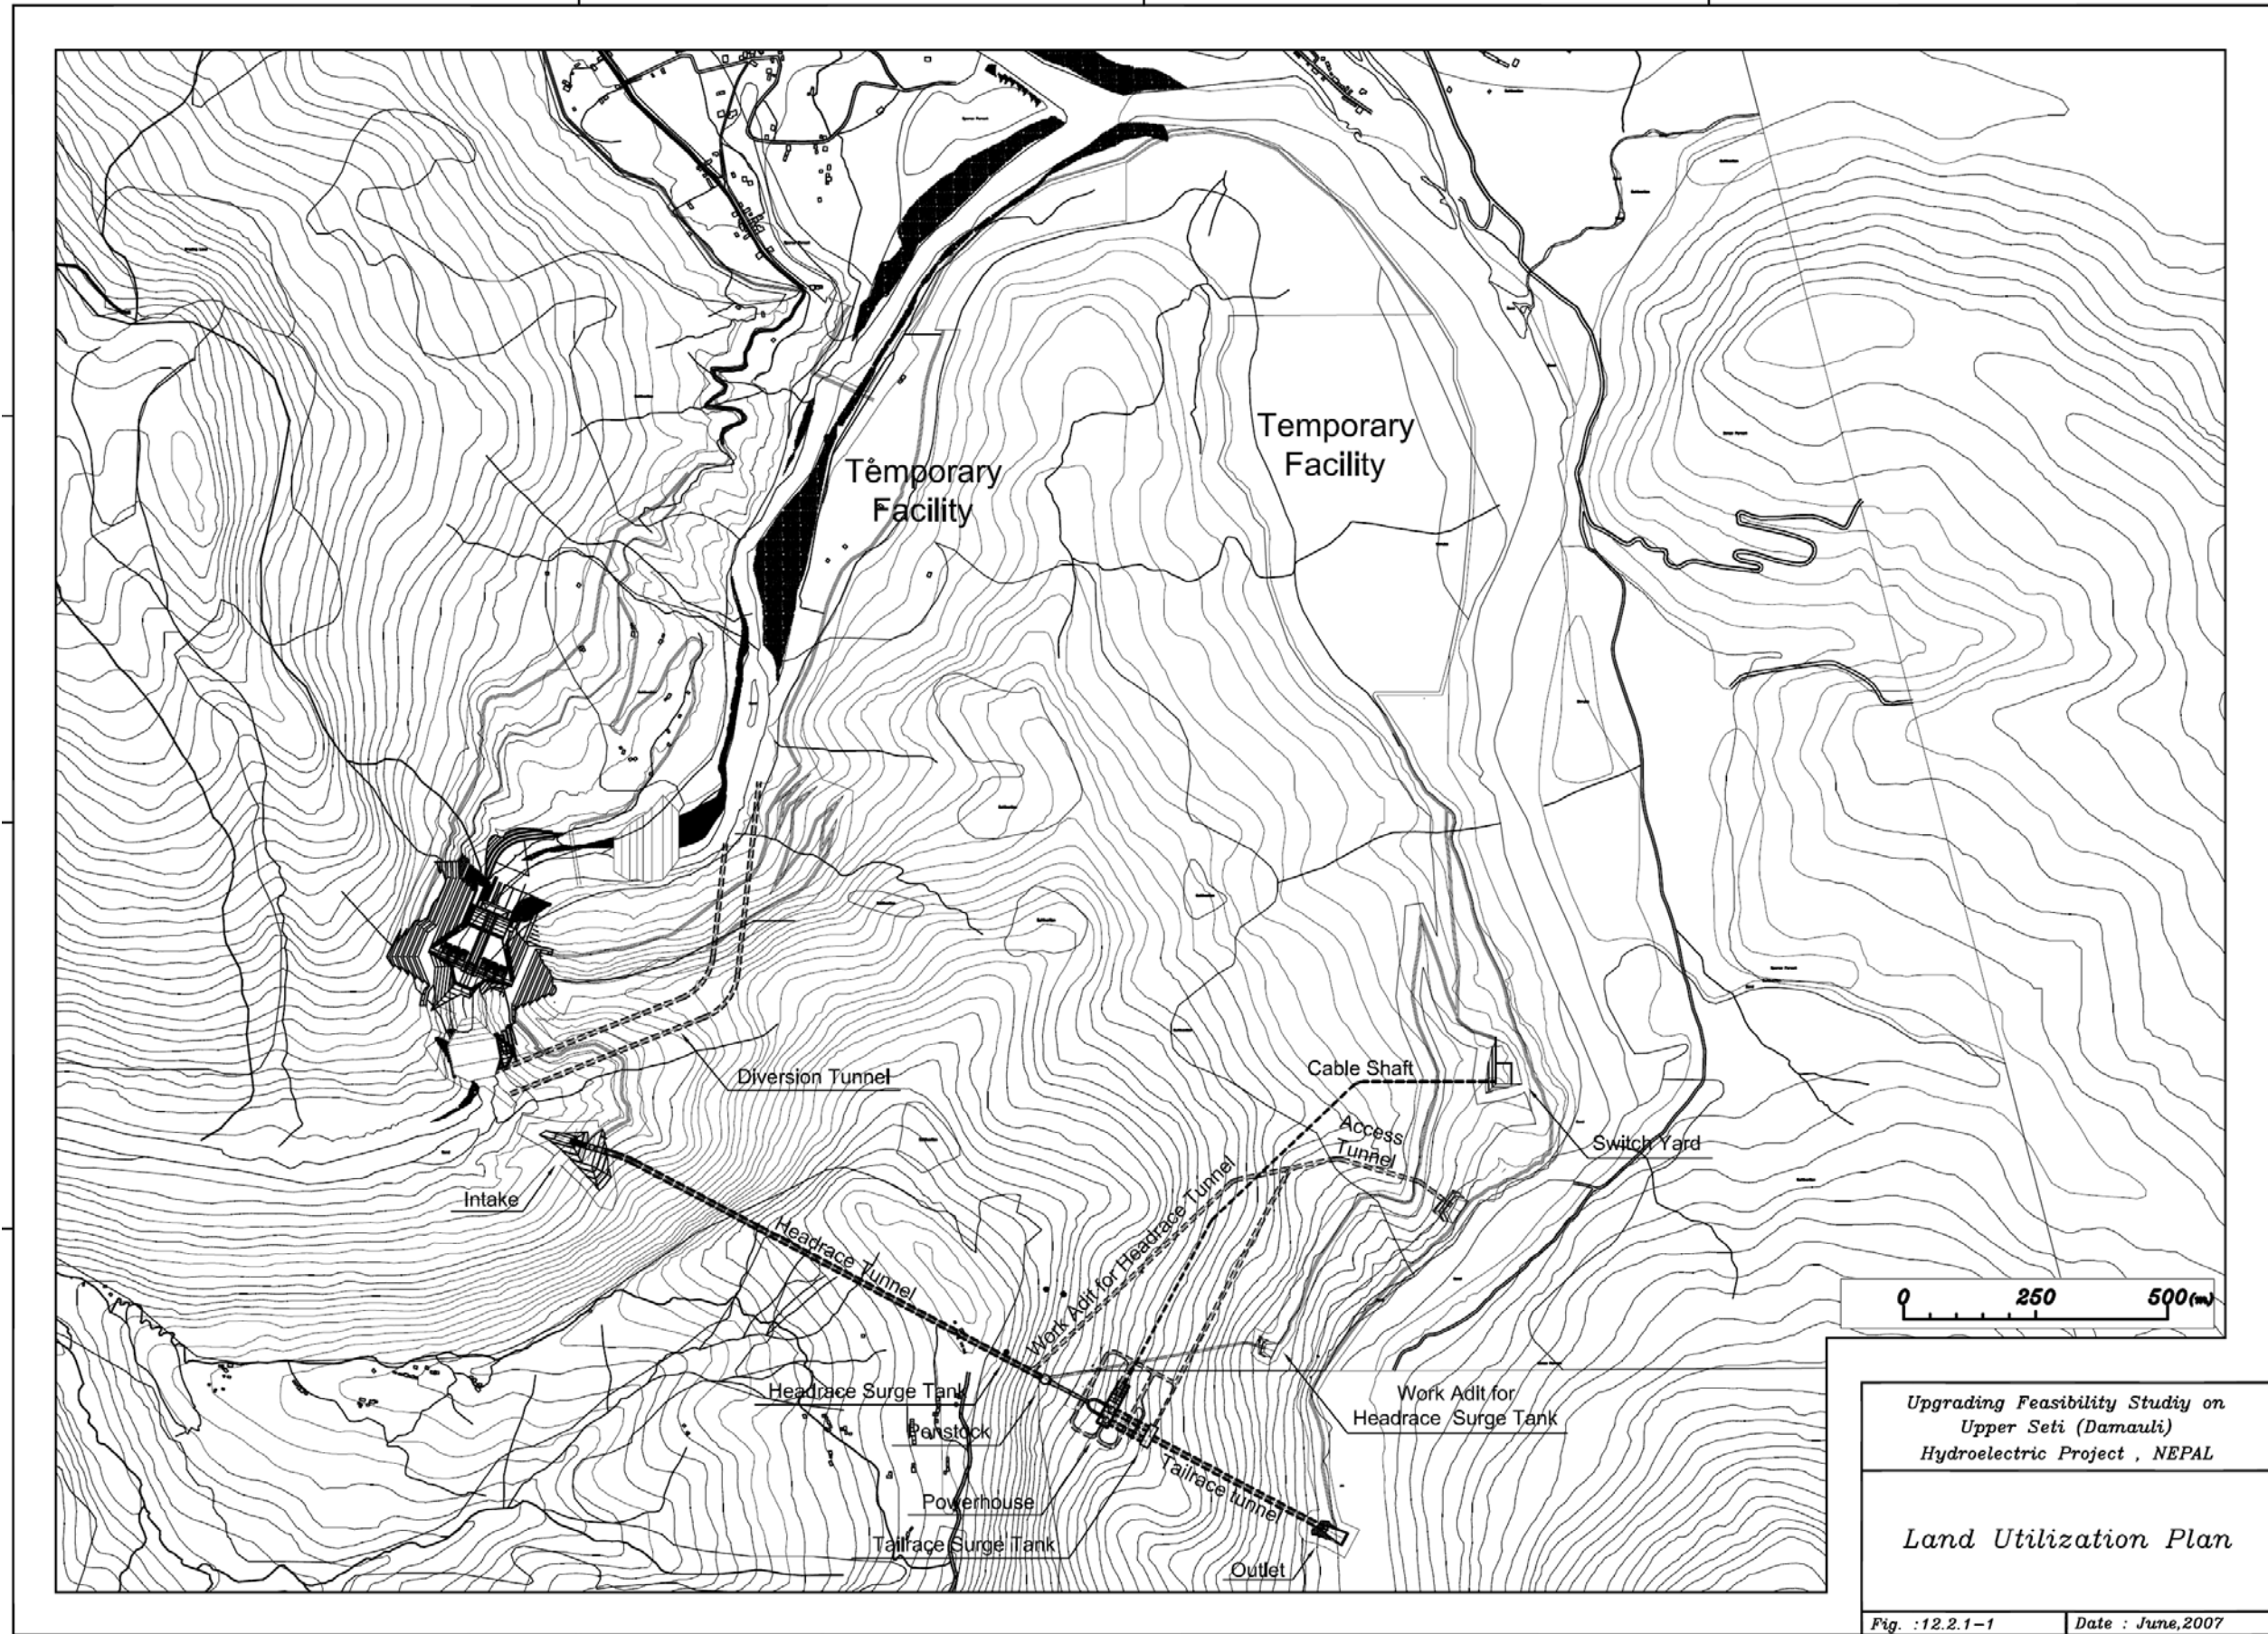 Temporary
Facility
Temporary
Facility
Diversion Tunnel
Cable Shaft
Access
Tunnel
Switch Yard
Intake
Headrace Tunnel
Work Adit for Headrace Tunnel
0 250 500(m)
Headrace Surge Tank
Work Adit for
Headrace Surge Tank
Penstock
Tailrace tunnel
Powerhouse
Tailrace Surge Tank
Outlet
Upgrading Feasibility Studiy on
Upper Seti (Damauli)
Hydroelectric Project , NEPAL
Land Utilization Plan
Fig. :12.2.1-1
Date : June,2007